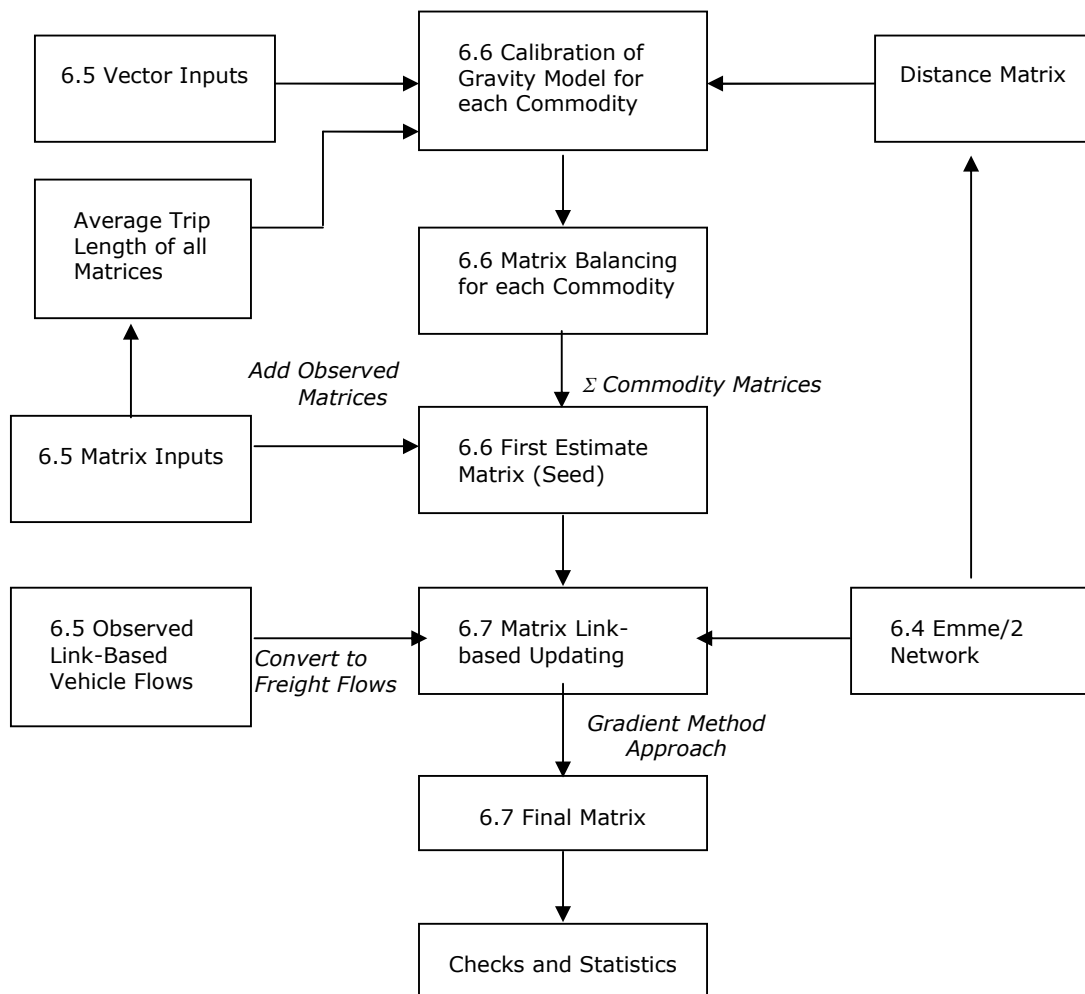 6.5 Vector Inputs
6.6 Calibration of
Gravity Model for
each Commodity
Distance Matrix
Average Trip
Length of all
Matrices
6.6 Matrix Balancing
for each Commodity
Add Observed
Matrices
Σ Commodity Matrices
6.5 Matrix Inputs
6.6 First Estimate
Matrix (Seed)
6.5 Observed
Link-Based
Vehicle Flows
Convert to
Freight Flows
6.7 Matrix Link-
based Updating
6.4 Emme/2
Network
Gradient Method
Approach
6.7 Final Matrix
Checks and Statistics